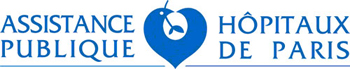 ASSISTANCE
PUBLIQUE
HÔPITAUX
DE PARIS